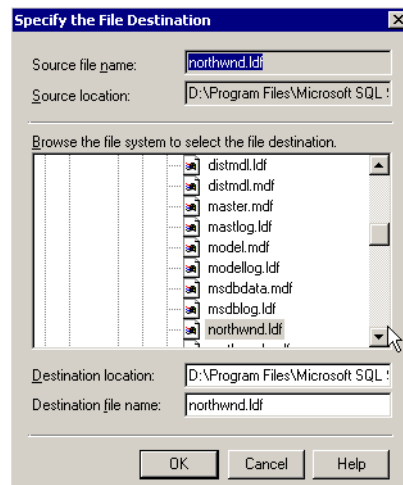 Specify the File Destination
Source file name: northwnd.ldf
Source location: D:\Program Files\Microsoft SQL
Browse the file system to select the file destination.
distmdl.ldf
distmdl.mdf
master.mdf
mastlog.ldf
model.mdf
modellog.ldf
msdbdata.mdf
msdblog.ldf
northwnd.ldf
Destination location: D:\Program Files\Microsoft SQL
Destination file name: northwnd.ldf
OK Cancel Help